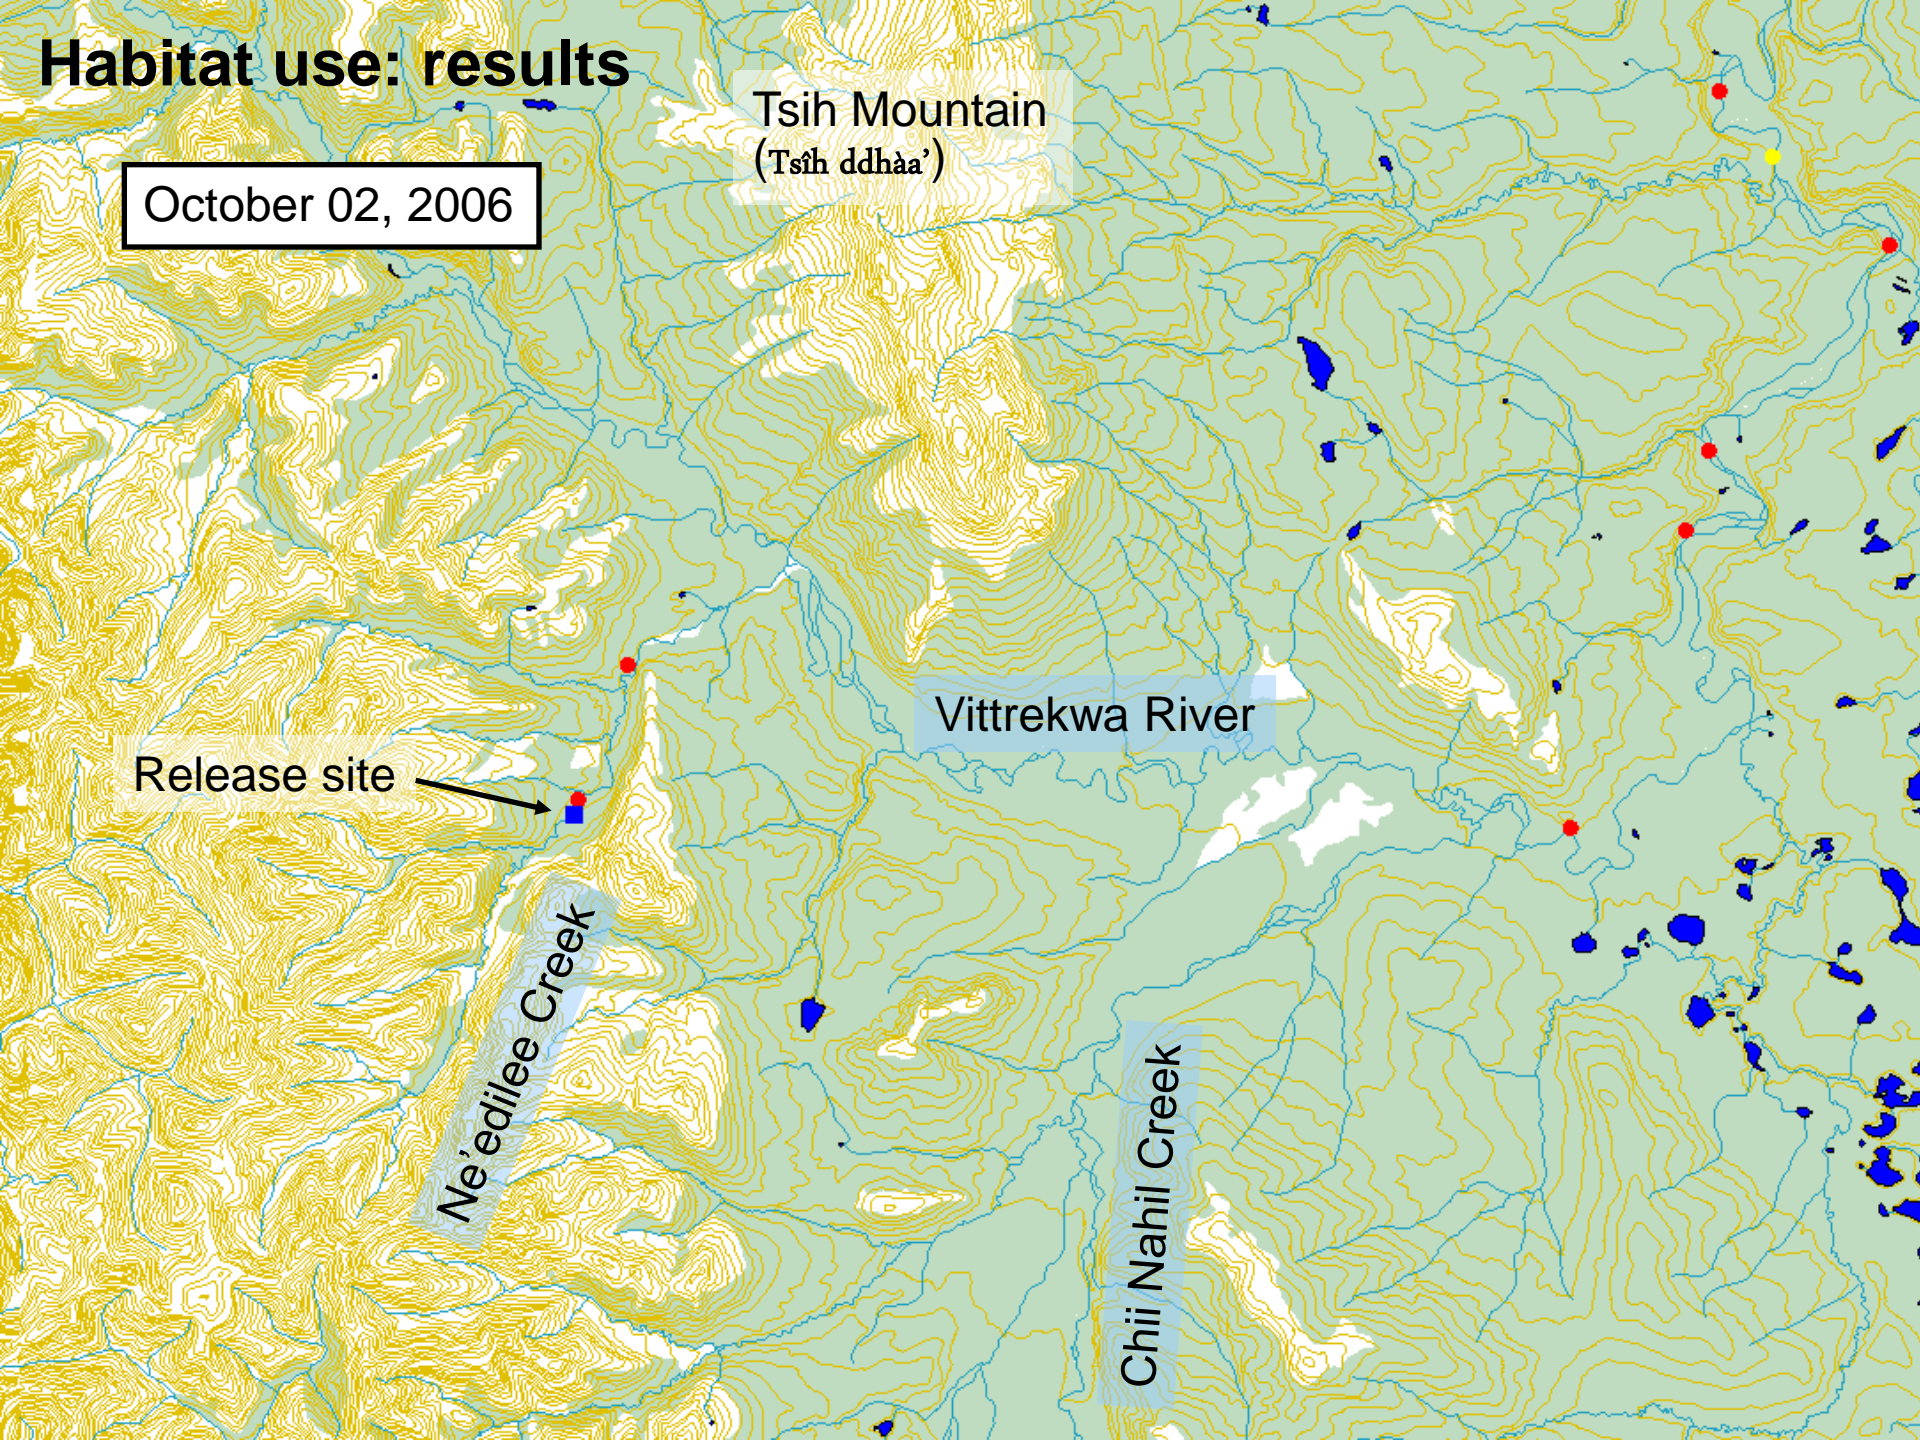 Habitat use: results
Tsih Mountain
(Tsîh ddhàa’)
October 02, 2006
Vittrekwa River
Release site
Ne’edilee Creek
Chii Nahil Creek